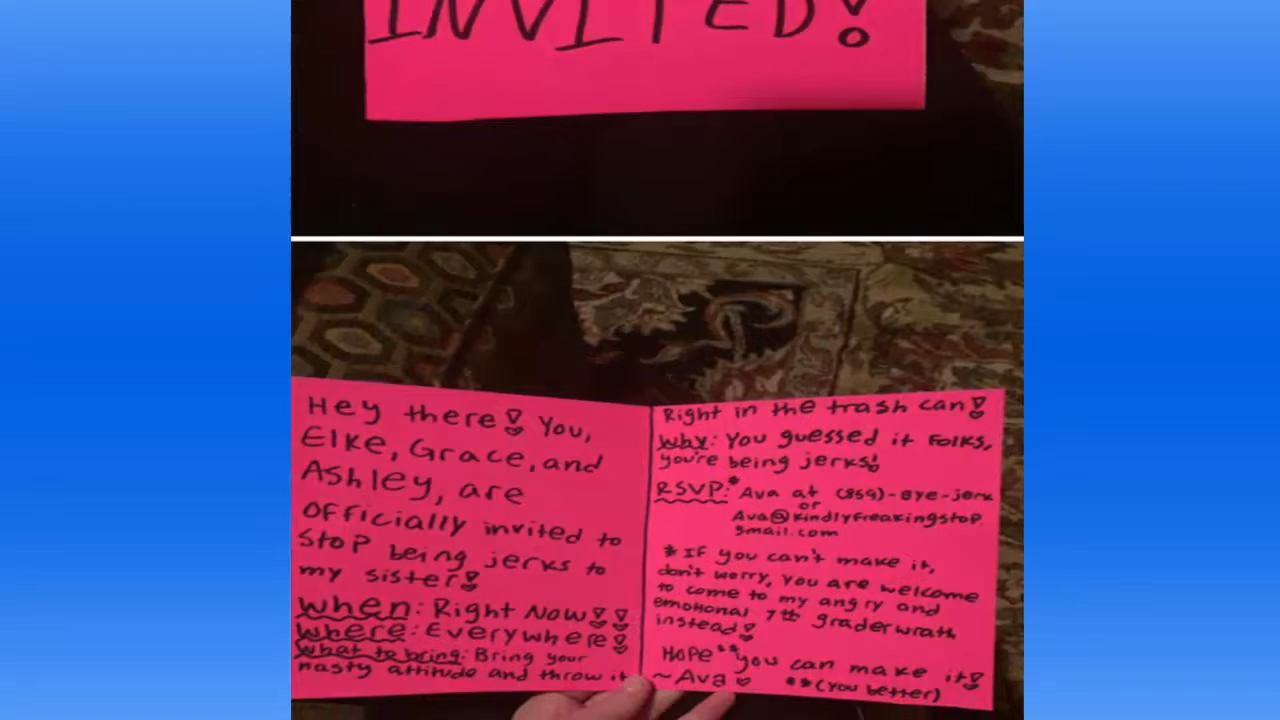 INVITED!
Hey there! You,
Elke, Grace, and
Ashley, are
officially invited to
stop being jerks to
my sister!
when: Right Now!!
where: Everywhere!
what to bring: Bring your
nasty attitude and throw it
Right in the trash can!
why: You guessed it folks,
you're being jerks!
RSVP:* Ava at (859)-Bye-jerk
or
Ava@kindlyfreakingstop.
gmail.com
*If you can't make it,
don't worry, you are welcome
to come to my angry and
emotional 7th grader wrath
instead!
Hope** you can make it!
~Ava **(you better)